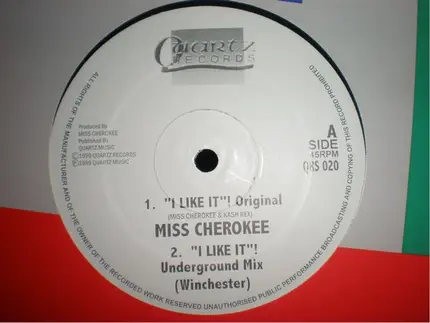 Quartz
RECORDS
Produced By
MISS CHEROKEE
Published By
QUARTZ MUSIC
℗1999 QUARTZ RECORDS
©1999 QUARTZ MUSIC
A
SIDE
45RPM
QRS 020
1. "I LIKE IT"! Original
(MISS CHEROKEE & KASH REX)
MISS CHEROKEE
2. "I LIKE IT"!
Underground Mix
(Winchester)
ALL RIGHTS OF THE MANUFACTURER AND OF THE OWNER OF THE RECORDED WORK RESERVED UNAUTHORISED PUBLIC PERFORMANCE BROADCASTING AND COPYING OF THIS RECORD PROHIBITED